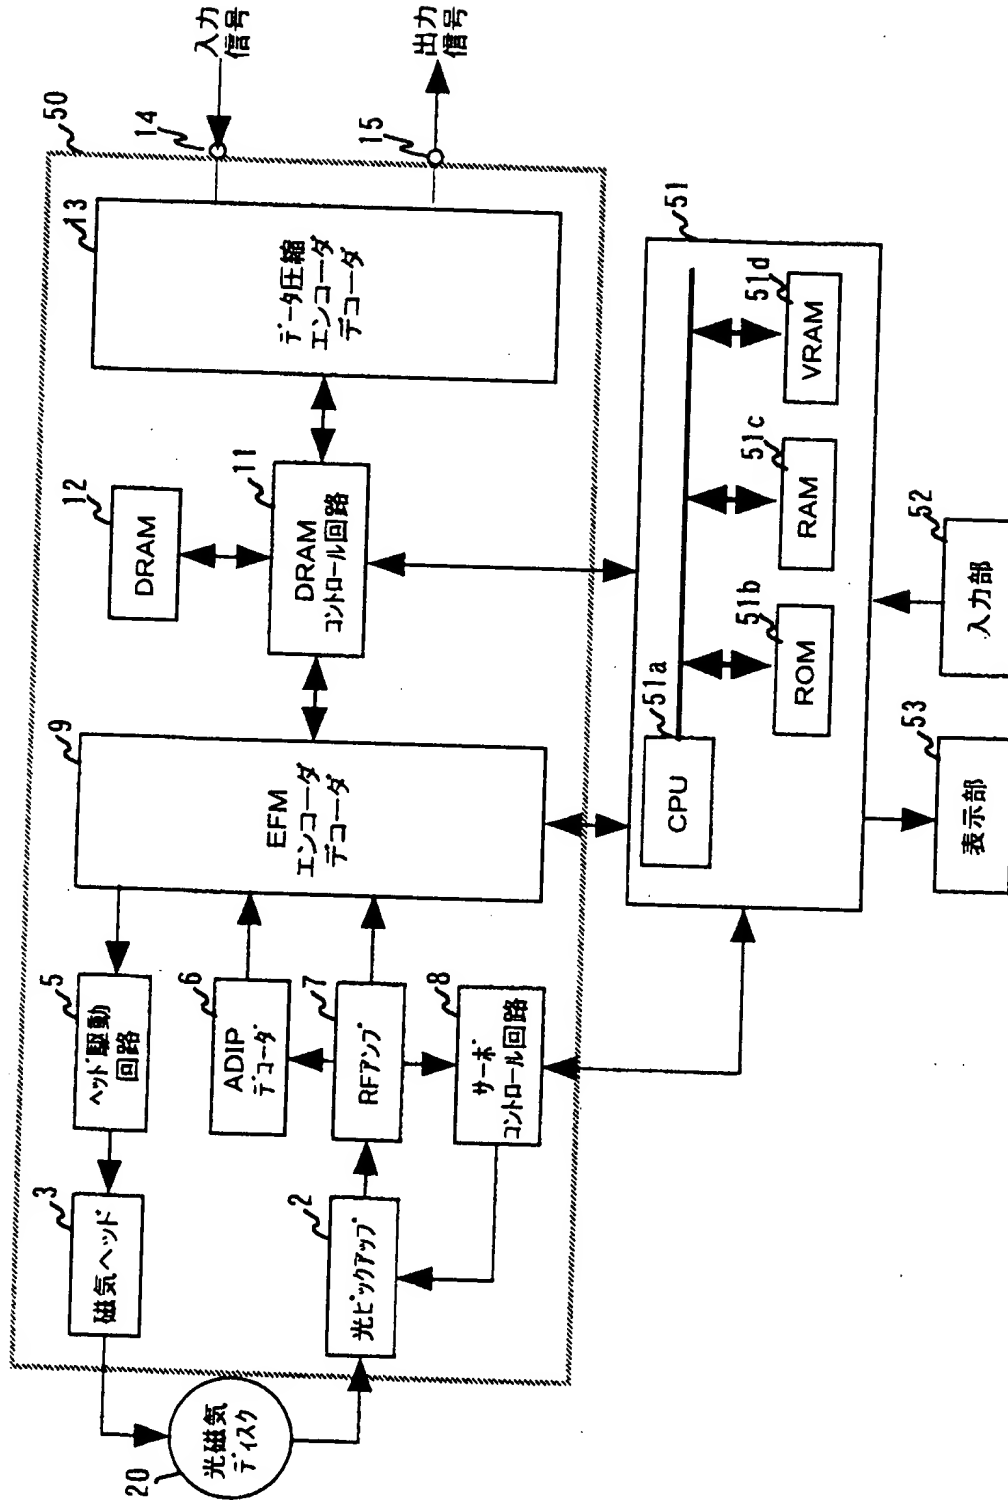 20
光磁気
ディスク
3
磁気ヘッド
5
ヘッド駆動
回路
2
光ピックアップ
6
ADIP
デコーダ
7
RFアンプ
8
サーボ
コントロール回路
9
EFM
エンコーダ
デコーダ
12
DRAM
11
DRAM
コントロール回路
13
データ圧縮
エンコーダ
デコーダ
50
14
入力
信号
15
出力
信号
51
51a
CPU
51b
ROM
51c
RAM
51d
VRAM
53
表示部
52
入力部